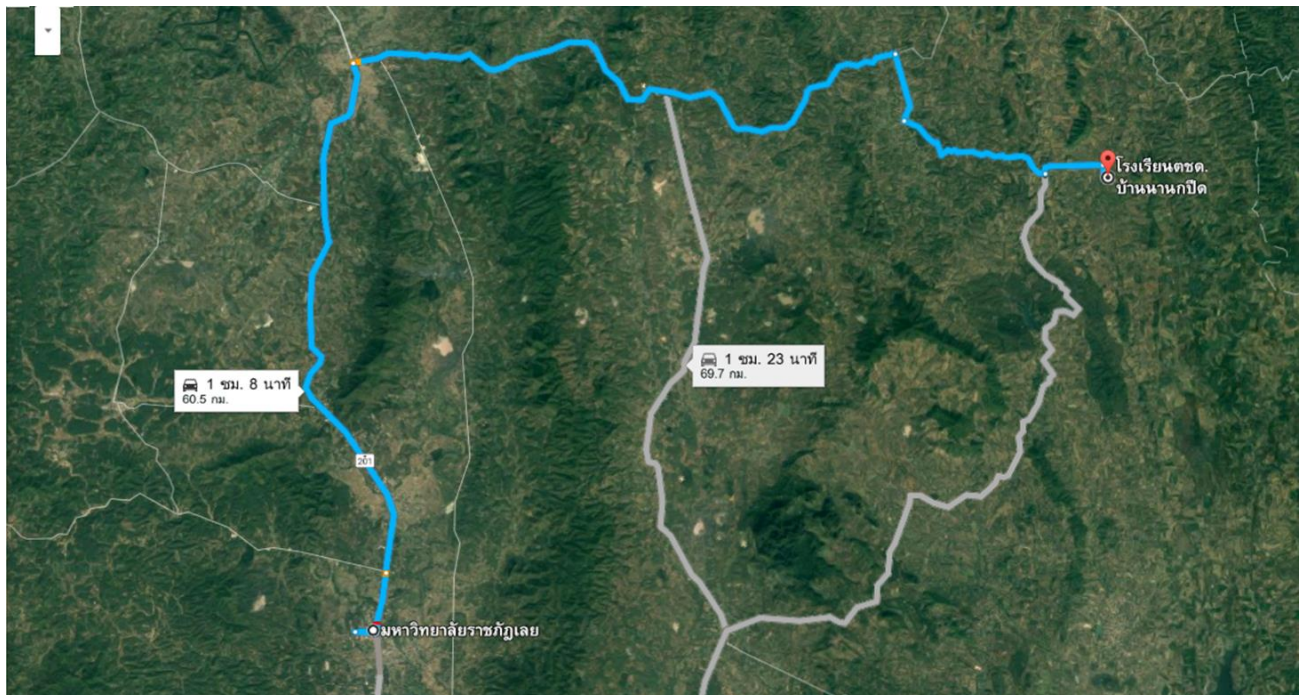 โรงเรียนตชด.
บ้านนานกปีด
1 ชม. 23 นาที
69.7 กม.
1 ชม. 8 นาที
60.5 กม.
201
มหาวิทยาลัยราชภัฏเลย